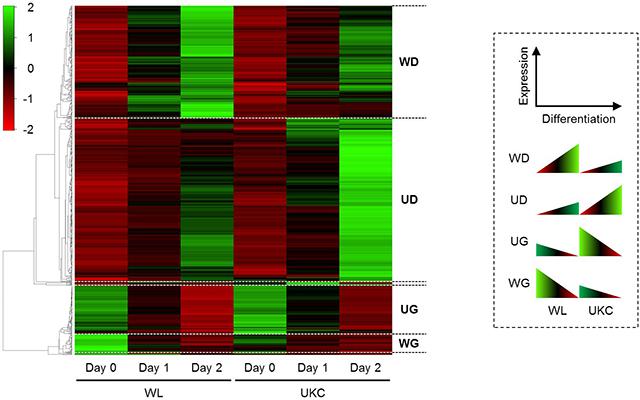 2
1
0
-1
-2
WD
UD
UG
WG
Day 0 Day 1 Day 2 Day 0 Day 1 Day 2
WL UKC
Expression
Differentiation
WD
UD
UG
WG
WL UKC